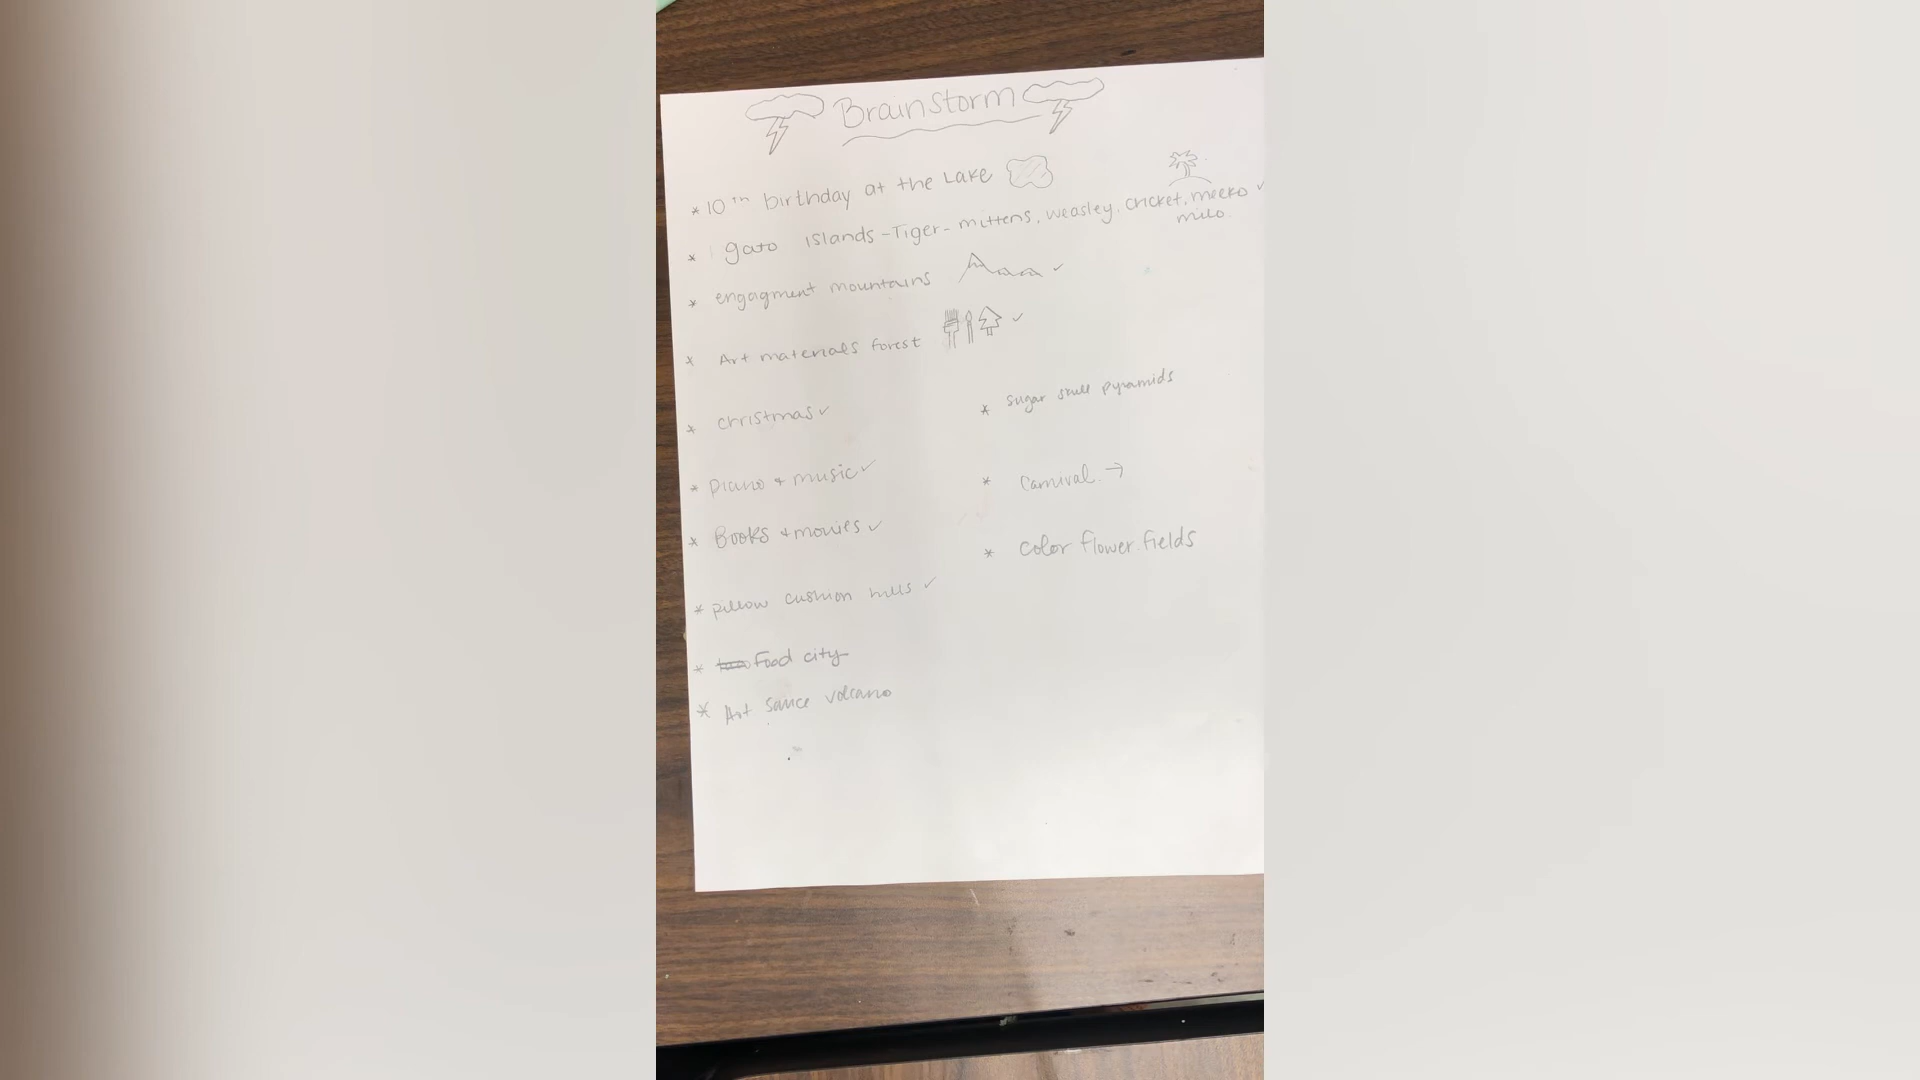 Brainstorm
* 10th birthday at the Lake
* gato islands - Tiger - mittens, weasley, cricket, meeko ✓
milo
* engagment mountains ✓
* Art materials forest ✓
* christmas ✓
* piano + music ✓
* Books + movies ✓
* pillow cushion hills ✓
* Food city
* Art sauce volcano
* sugar skull pyramids
* Carnival. →
* Color flower fields